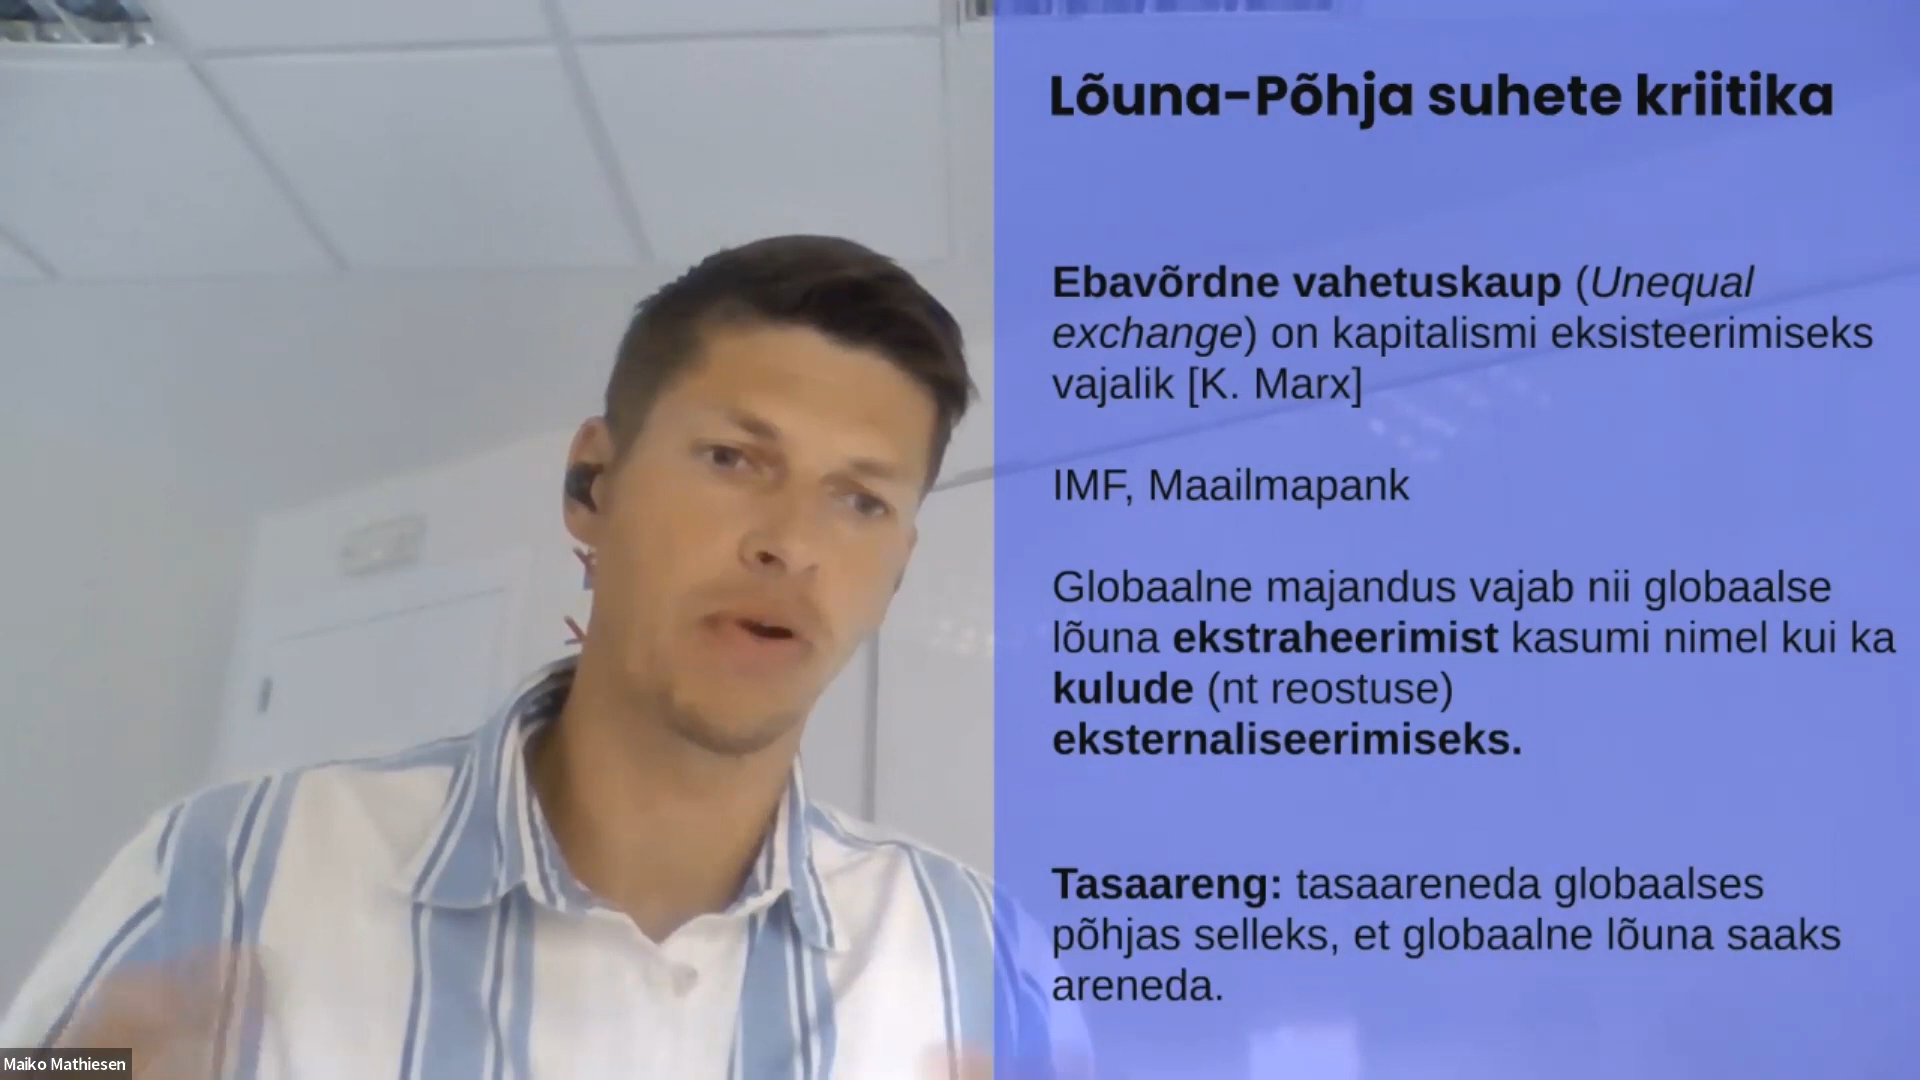 Lõuna-Põhja suhete kriitika
Ebavõrdne vahetuskaup (Unequal
exchange) on kapitalismi eksisteerimiseks
vajalik [K. Marx]
IMF, Maailmapank
Globaalne majandus vajab nii globaalse
lõuna ekstraheerimist kasumi nimel kui ka
kulude (nt reostuse)
eksternaliseerimiseks.
Tasaareng: tasaareneda globaalses
põhjas selleks, et globaalne lõuna saaks
areneda.
Maiko Mathiesen